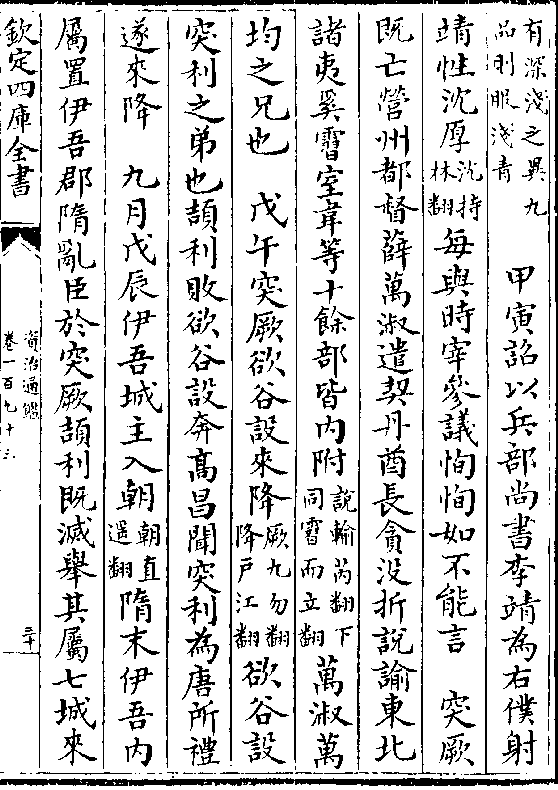 有深淺之異九
品則服淺青
甲寅詔以兵部尚書李靖為右僕射
靖性沈厚沈持
林翻每與時宰參議恂恂如不能言　突厥
既亡營州都督薛萬淑遣契丹酋長貪没折說諭東北
諸夷奚霫室韋等十餘部皆内附說輸芮翻下
同霫而立翻萬淑萬
均之兄也　戊午突厥欲谷設來降厥九勿翻
降戶江翻欲谷設
突利之弟也頡利敗欲谷設奔髙昌聞突利為唐所禮
遂來降　九月戊辰伊吾城主入朝朝直
遥翻隋末伊吾内
屬置伊吾郡隋亂臣於突厥頡利既滅舉其屬七城來
欽定四庫全書
資治通鑑
卷一百九十三
三十